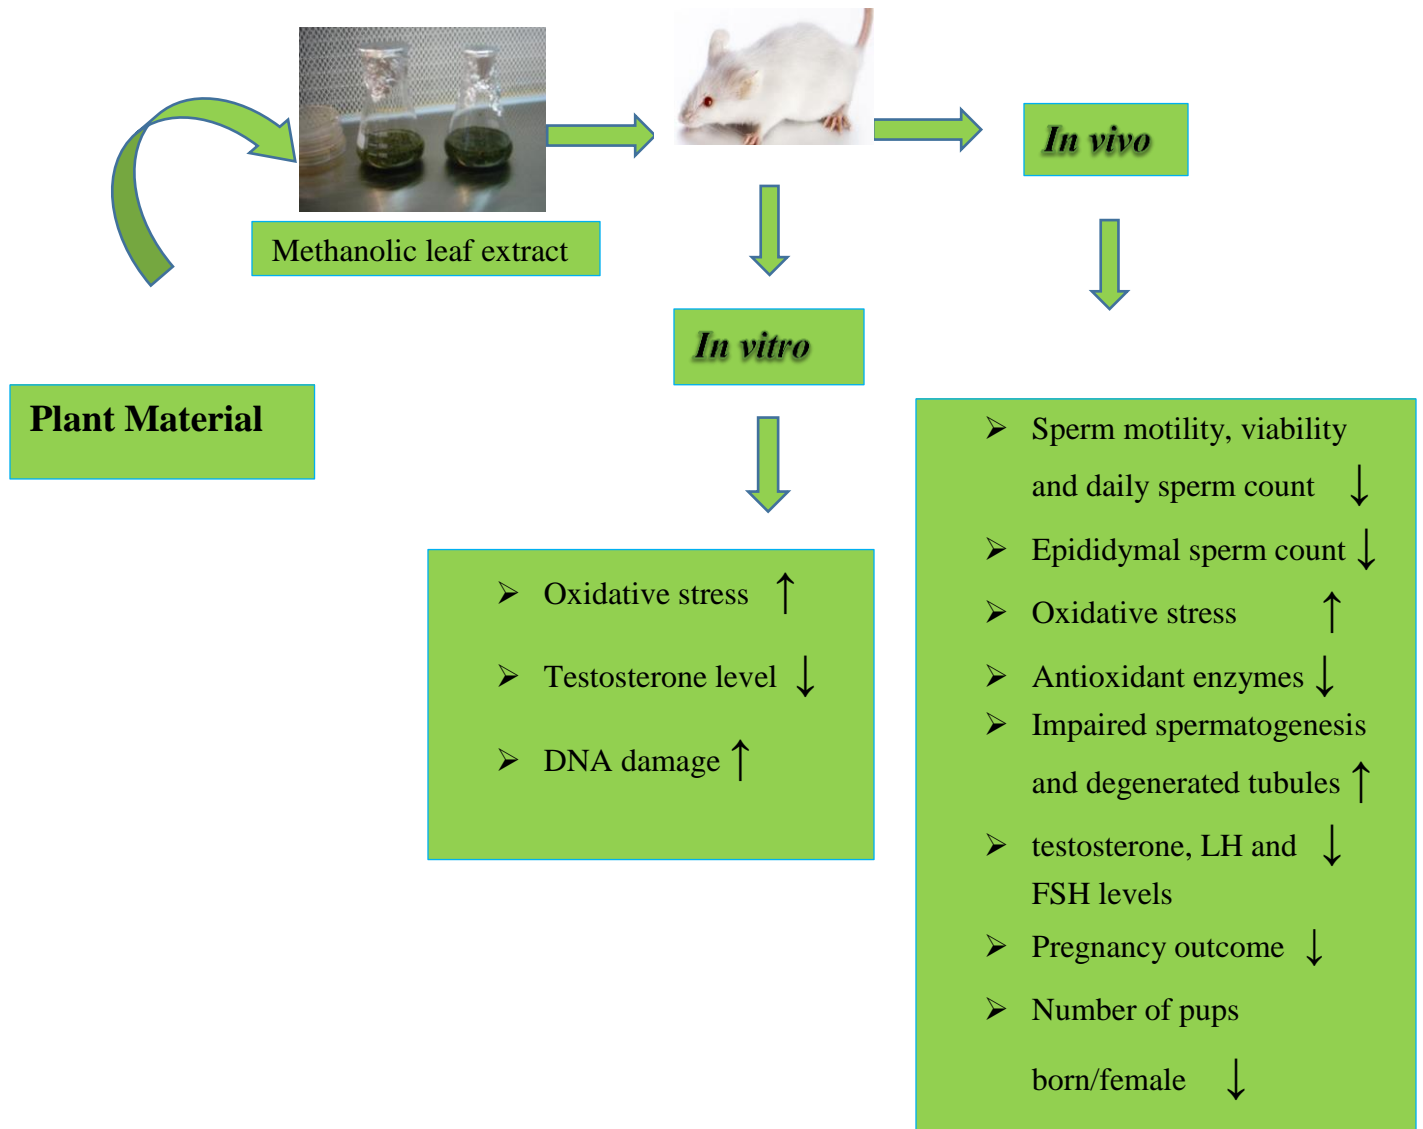 Methanolic leaf extract
In vivo
In vitro
Plant Material
➢ Oxidative stress ↑
➢ Testosterone level ↓
➢ DNA damage ↑
➢ Sperm motility, viability
and daily sperm count ↓
➢ Epididymal sperm count ↓
➢ Oxidative stress ↑
➢ Antioxidant enzymes ↓
➢ Impaired spermatogenesis
and degenerated tubules ↑
➢ testosterone, LH and ↓
FSH levels
➢ Pregnancy outcome ↓
➢ Number of pups
born/female ↓